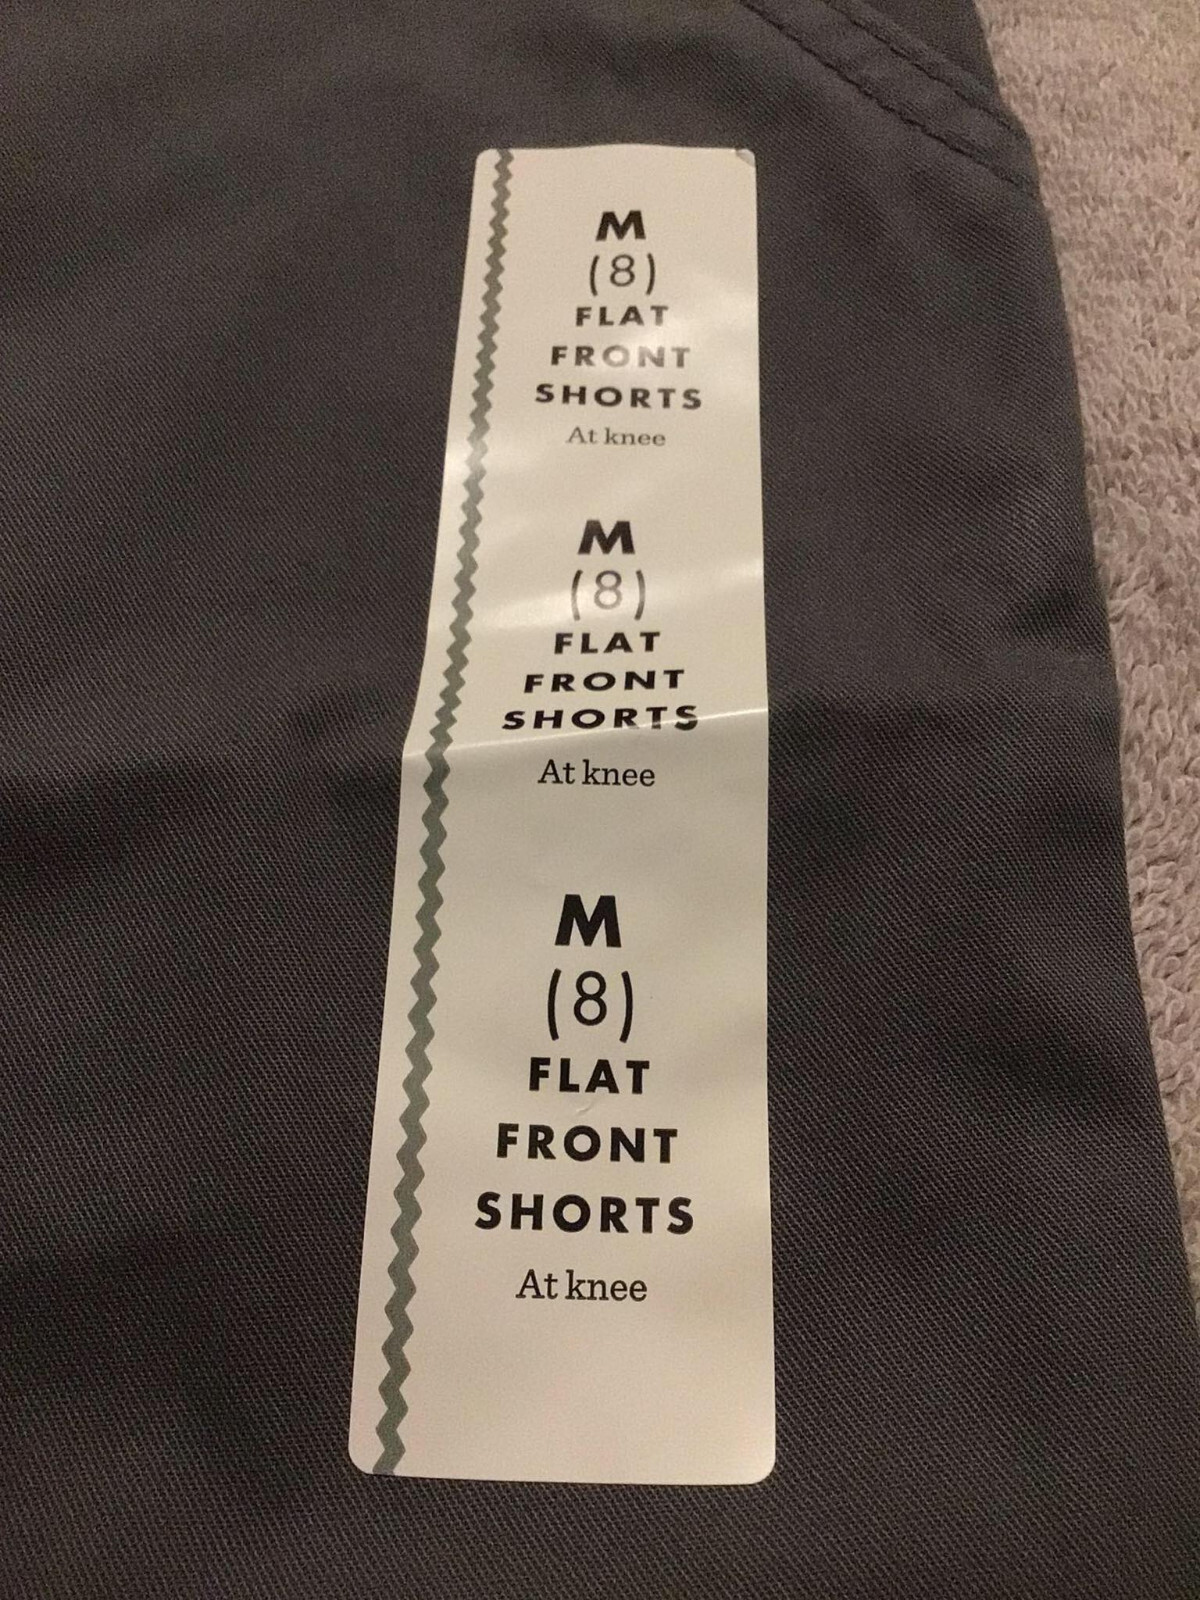 M
(8)
FLAT
FRONT
SHORTS
At knee
M
(8)
FLAT
FRONT
SHORTS
At knee
M
(8)
FLAT
FRONT
SHORTS
At knee